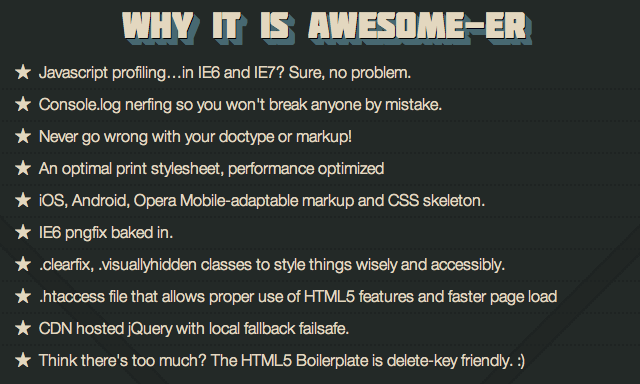 WHY IT IS AWESOME-ER
★ Javascript profiling...in IE6 and IE7? Sure, no problem.
★ Console.log nerfing so you won't break anyone by mistake.
★ Never go wrong with your doctype or markup!
★ An optimal print stylesheet, performance optimized
★ iOS, Android, Opera Mobile-adaptable markup and CSS skeleton.
★ IE6 pngfix baked in.
★ .clearfix, .visuallyhidden classes to style things wisely and accessibly.
★ .htaccess file that allows proper use of HTML5 features and faster page load
★ CDN hosted jQuery with local fallback failsafe.
★ Think there's too much? The HTML5 Boilerplate is delete-key friendly. :)